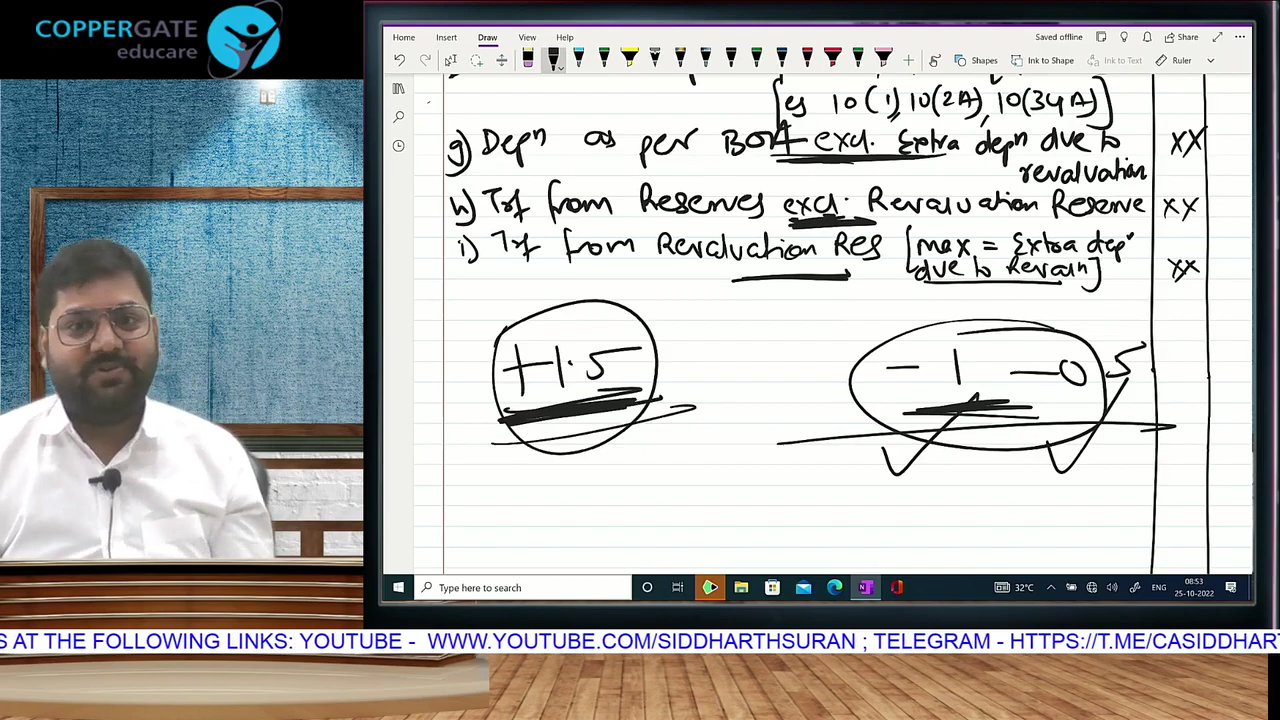 COPPERGATE
educare
Home Insert Draw View Help
Saved offline
Share
Shapes Ink to Shape Ink to Text Ruler
[es 10(1), 10(2A), 10(34A)]
g) Depn as per BOA excl. Extra depn due to revaluation XX
h) Trf from Reserves excl. Revaluation Reserve XX
i) Trf from Revaluation Res [max = Extra depn due to Revaln] XX
+1.5
-1 -0.5
Type here to search
32°C
ENG
08:53
25-10-2022
S AT THE FOLLOWING LINKS: YOUTUBE - WWW.YOUTUBE.COM/SIDDHARTHSURAN ; TELEGRAM - HTTPS://T.ME/CASIDDHAR